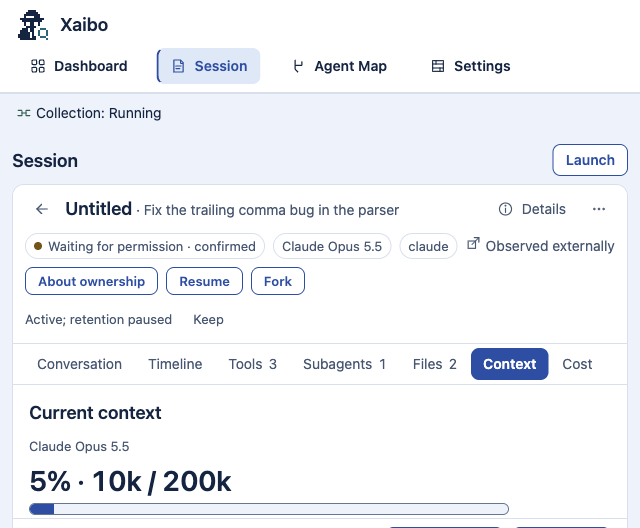 Xaibo
Dashboard Session Agent Map Settings
Collection: Running
Session Launch
Untitled · Fix the trailing comma bug in the parser Details ...
Waiting for permission · confirmed Claude Opus 5.5 claude Observed externally
About ownership Resume Fork
Active; retention paused Keep
Conversation Timeline Tools 3 Subagents 1 Files 2 Context Cost
Current context
Claude Opus 5.5
5% · 10k / 200k